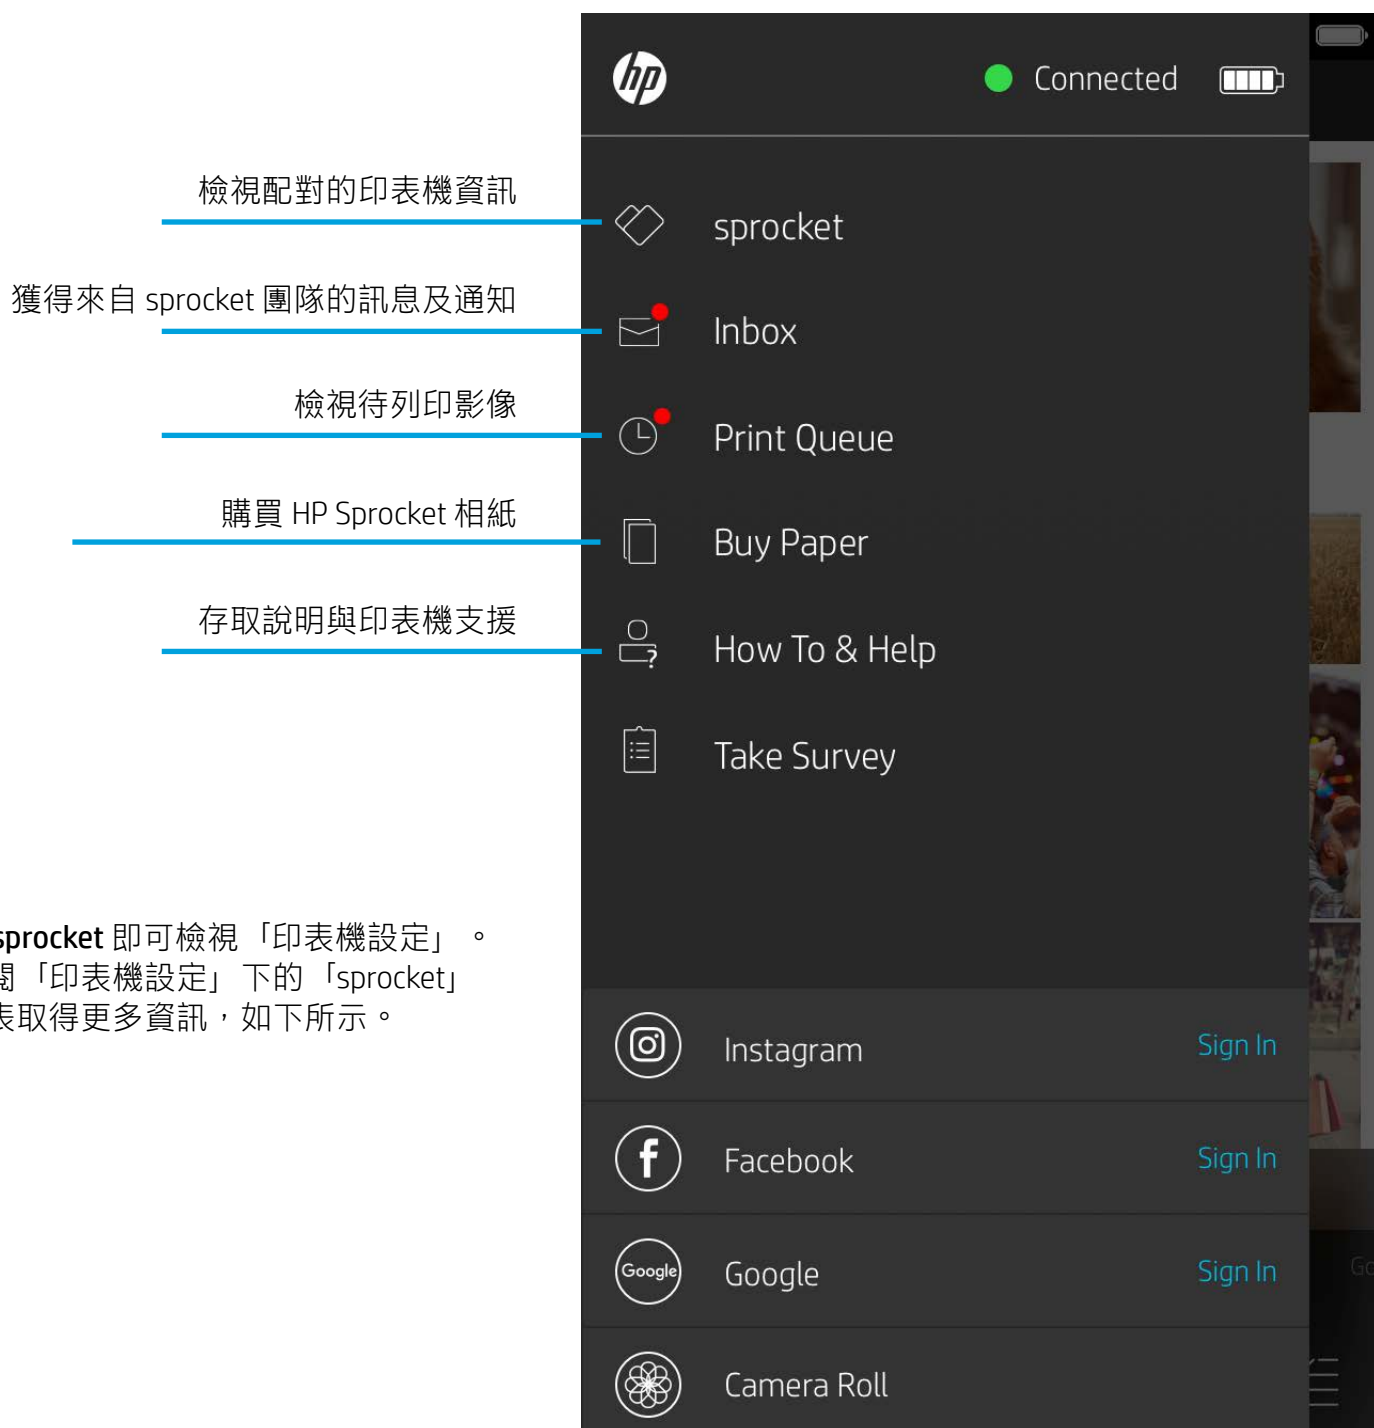 hp
Connected
檢視配對的印表機資訊
sprocket
獲得來自 sprocket 團隊的訊息及通知
Inbox
檢視待列印影像
Print Queue
購買 HP Sprocket 相紙
Buy Paper
存取說明與印表機支援
How To & Help
Take Survey
sprocket 即可檢視「印表機設定」。
閱「印表機設定」下的「sprocket」
表取得更多資訊，如下所示。
Instagram
Sign In
Facebook
Sign In
Google
Google
Sign In
Go
Camera Roll